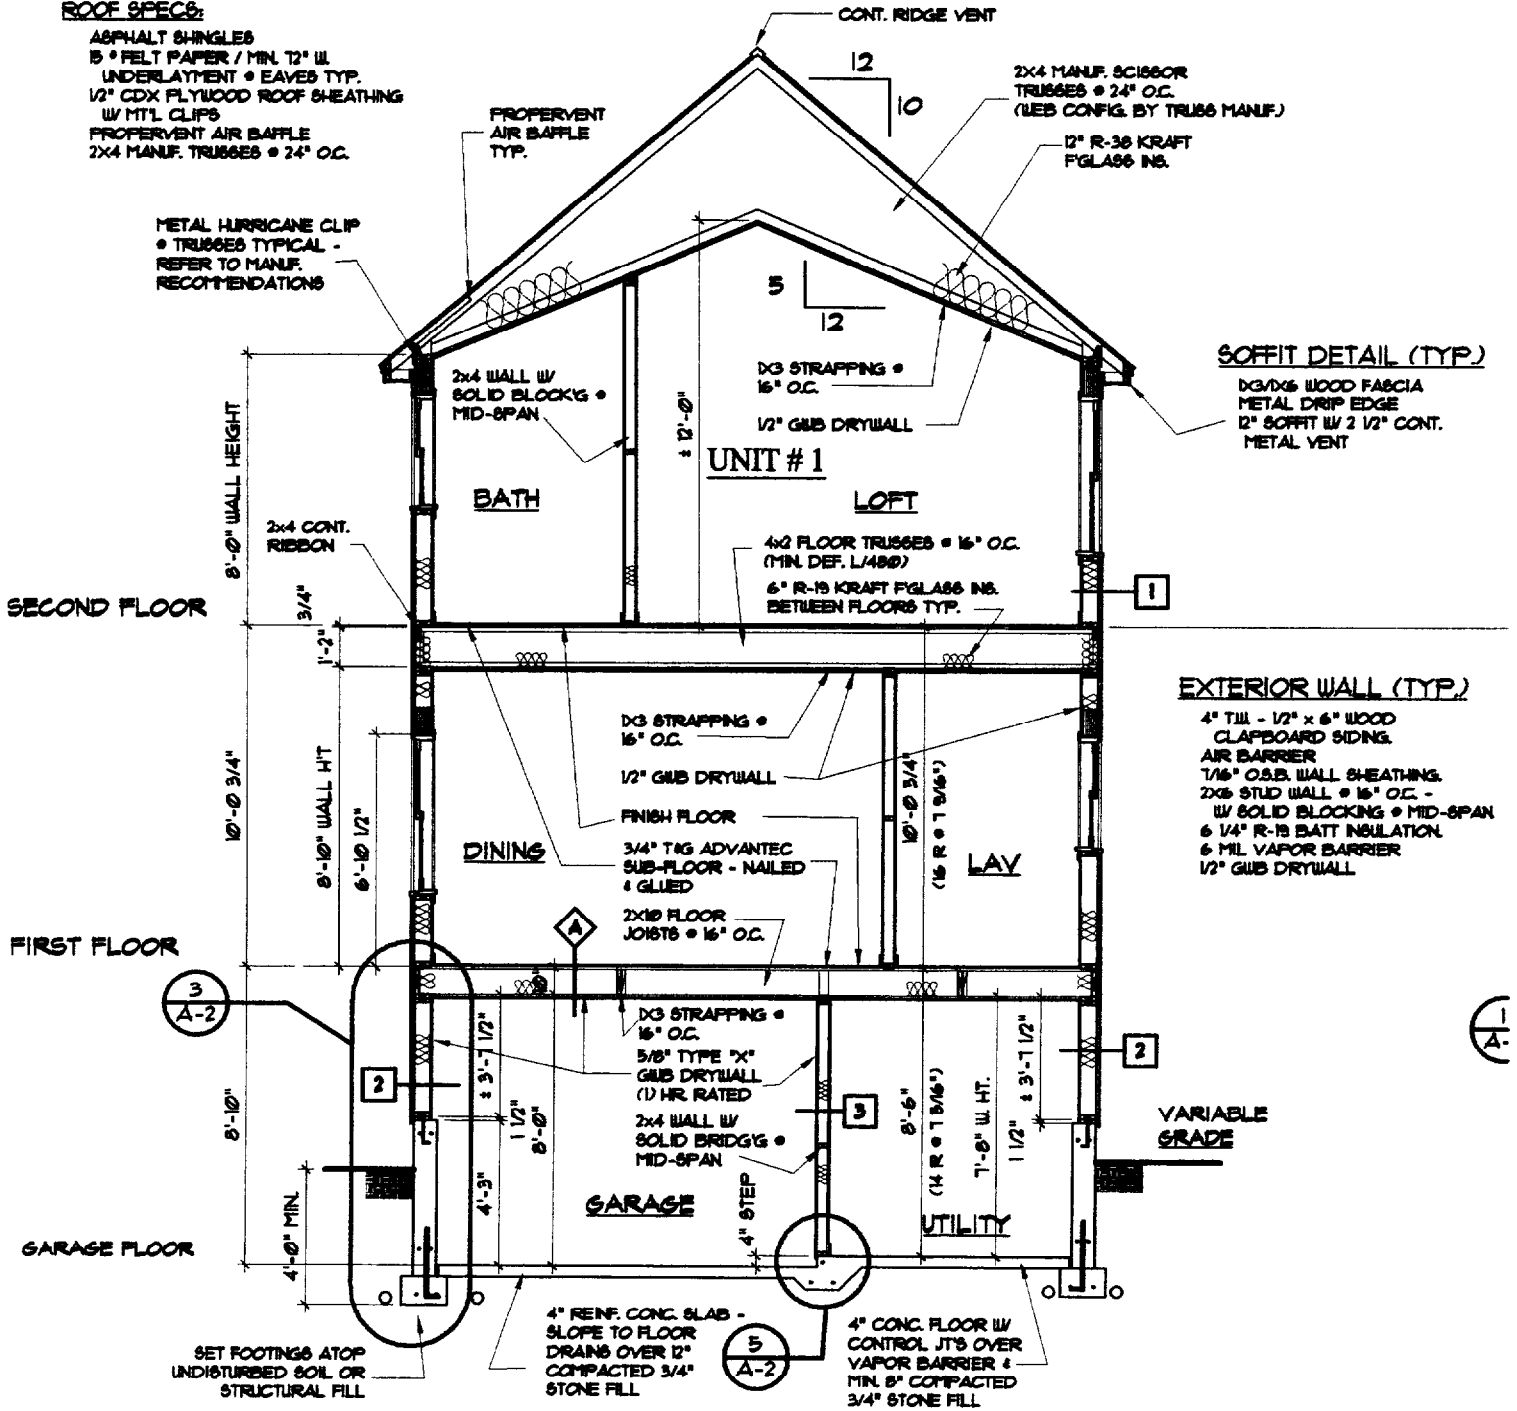 ROOF SPECS:
ASPHALT SHINGLES
15 # FELT PAPER / MIN. 72" W.
UNDERLAYMENT @ EAVES TYP.
1/2" CDX PLYWOOD ROOF SHEATHING
W/ MT'L CLIPS
PROPERVENT AIR BAFFLE
2X4 MANUF. TRUSSES @ 24" O.C.
CONT. RIDGE VENT
12
10
2X4 MANUF. SCISSOR
TRUSSES @ 24" O.C.
(WEB CONFIG. BY TRUSS MANUF.)
PROPERVENT
AIR BAFFLE
TYP.
12" R-38 KRAFT
F'GLASS INS.
METAL HURRICANE CLIP
@ TRUSSES TYPICAL -
REFER TO MANUF.
RECOMMENDATIONS
5
12
2x4 WALL W/
SOLID BLOCK'G @
MID-SPAN
1X3 STRAPPING @
16" O.C.
1/2" GWB DRYWALL
SOFFIT DETAIL (TYP.)
1X3/1X6 WOOD FASCIA
METAL DRIP EDGE
12" SOFFIT W/ 2 1/2" CONT.
METAL VENT
8'-0" WALL HEIGHT
± 12'-0"
UNIT # 1
BATH
LOFT
2x4 CONT.
RIBBON
4x2 FLOOR TRUSSES @ 16" O.C.
(MIN. DEF. L/480)
6" R-19 KRAFT F'GLASS INS.
BETWEEN FLOORS TYP.
1
SECOND FLOOR
3/4"
1'-2"
EXTERIOR WALL (TYP.)
4" T.W. - 1/2" x 6" WOOD
CLAPBOARD SIDING.
AIR BARRIER
7/16" O.S.B. WALL SHEATHING.
2X6 STUD WALL @ 16" O.C. -
W/ SOLID BLOCKING @ MID-SPAN
6 1/4" R-19 BATT INSULATION.
6 MIL VAPOR BARRIER
1/2" GWB DRYWALL
1X3 STRAPPING @
16" O.C.
1/2" GWB DRYWALL
FINISH FLOOR
10'-0 3/4"
8'-10" WALL H'T
6'-10 1/2"
10'-0 3/4"
(16 R @ 7 9/16")
DINING
3/4" T&G ADVANTEC
SUB-FLOOR - NAILED
& GLUED
LAV
2X10 FLOOR
JOISTS @ 16" O.C.
A
FIRST FLOOR
3
A-2
10"
1X3 STRAPPING @
16" O.C.
5/8" TYPE "X"
GWB DRYWALL
(1) HR. RATED
2x4 WALL W/
SOLID BRIDG'G @
MID-SPAN
1
A-
2
2
3
± 3'-7 1/2"
1 1/2"
8'-0"
4'-3"
8'-10"
8'-6"
(14 R @ 7 5/16")
7'-8" W. HT.
± 3'-7 1/2"
1 1/2"
VARIABLE
GRADE
GARAGE
4" STEP
UTILITY
GARAGE FLOOR
4'-0" MIN.
SET FOOTINGS ATOP
UNDISTURBED SOIL OR
STRUCTURAL FILL
4" REINF. CONC. SLAB -
SLOPE TO FLOOR
DRAINS OVER 12"
COMPACTED 3/4"
STONE FILL
5
A-2
4" CONC. FLOOR W/
CONTROL JT'S OVER
VAPOR BARRIER &
MIN. 8" COMPACTED
3/4" STONE FILL